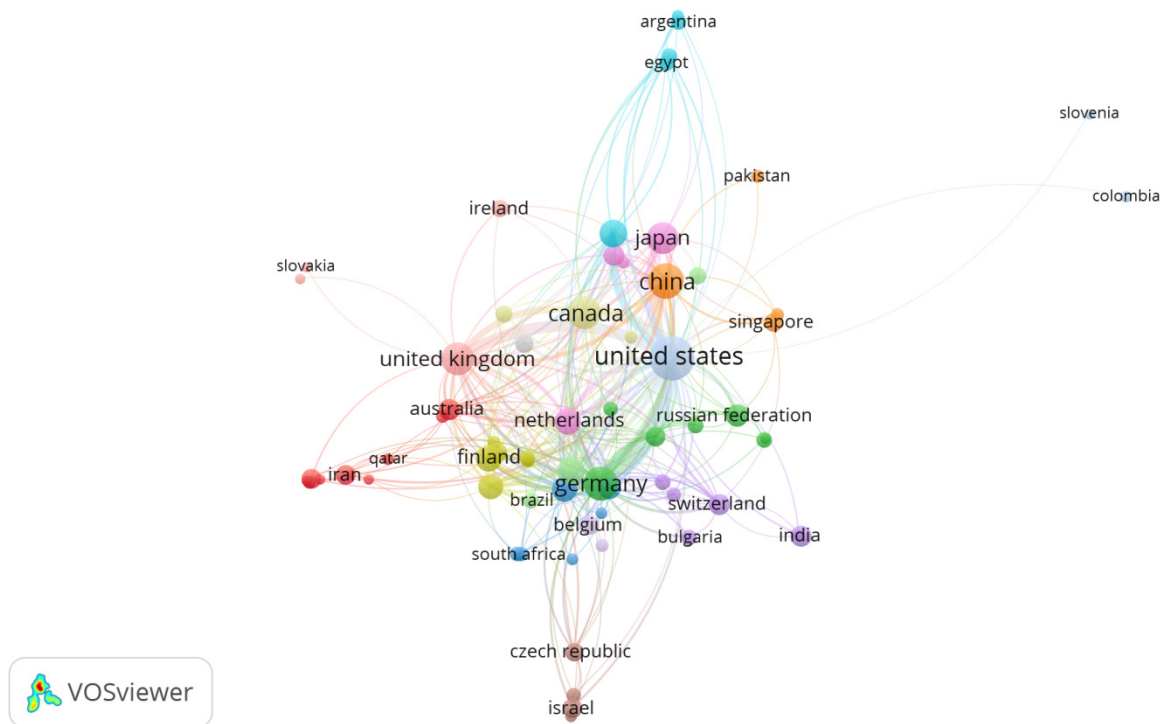 argentina
egypt
slovenia
pakistan
colombia
ireland
japan
slovakia
china
canada
singapore
united states
united kingdom
australia
netherlands
russian federation
finland
qatar
iran
germany
brazil
switzerland
belgium
bulgaria
india
south africa
czech republic
israel
VOSviewer